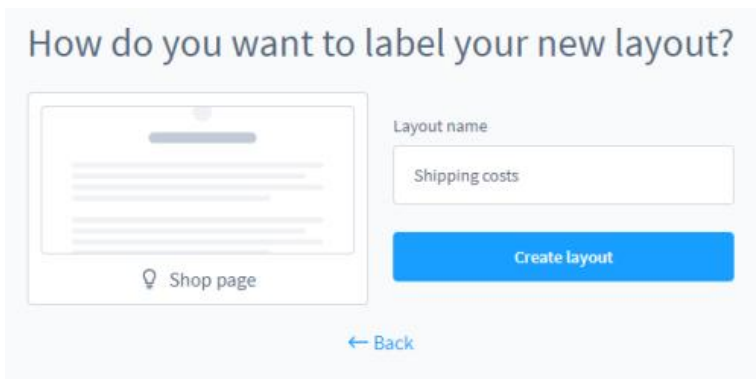 How do you want to label your new layout?
Layout name
Shipping costs
Create layout
Shop page
← Back